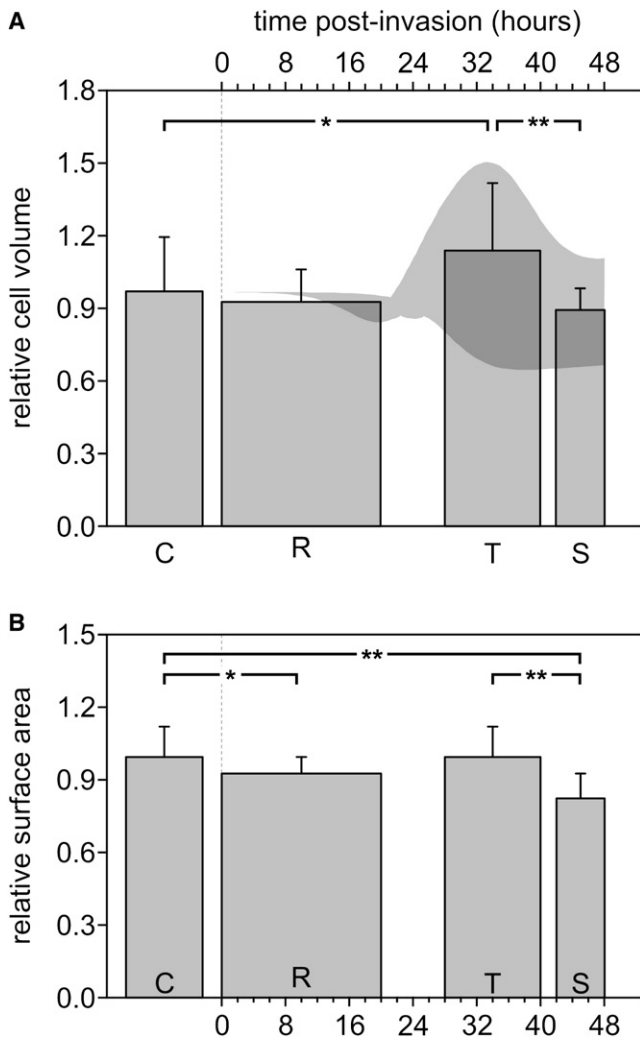 A
time post-invasion (hours)
0 8 16 24 32 40 48
1.8
* **
1.5
1.2
0.9
0.6
0.3
0.0
relative cell volume
C R T S
B
1.5
**
* **
1.2
0.9
0.6
0.3
0.0
relative surface area
C R T S
0 8 16 24 32 40 48